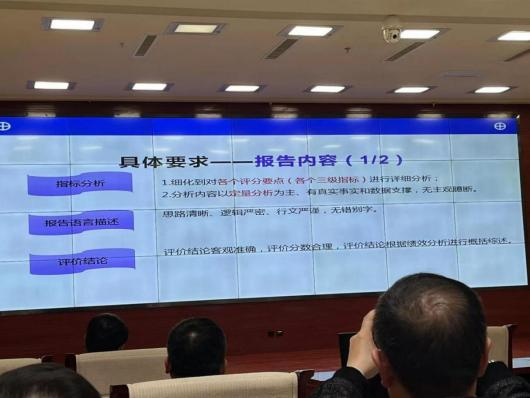 具体要求——报告内容（1/2）
指标分析
1.细化到对各个评分要点（各个三级指标）进行详细分析；
2.分析内容以定量分析为主、有真实事实和数据支撑，无主观臆断。
报告语言描述
思路清晰、逻辑严密、行文严谨，无错别字。
评价结论
评价结论客观准确，评价分数合理，评价结论根据绩效分析进行概括综述。